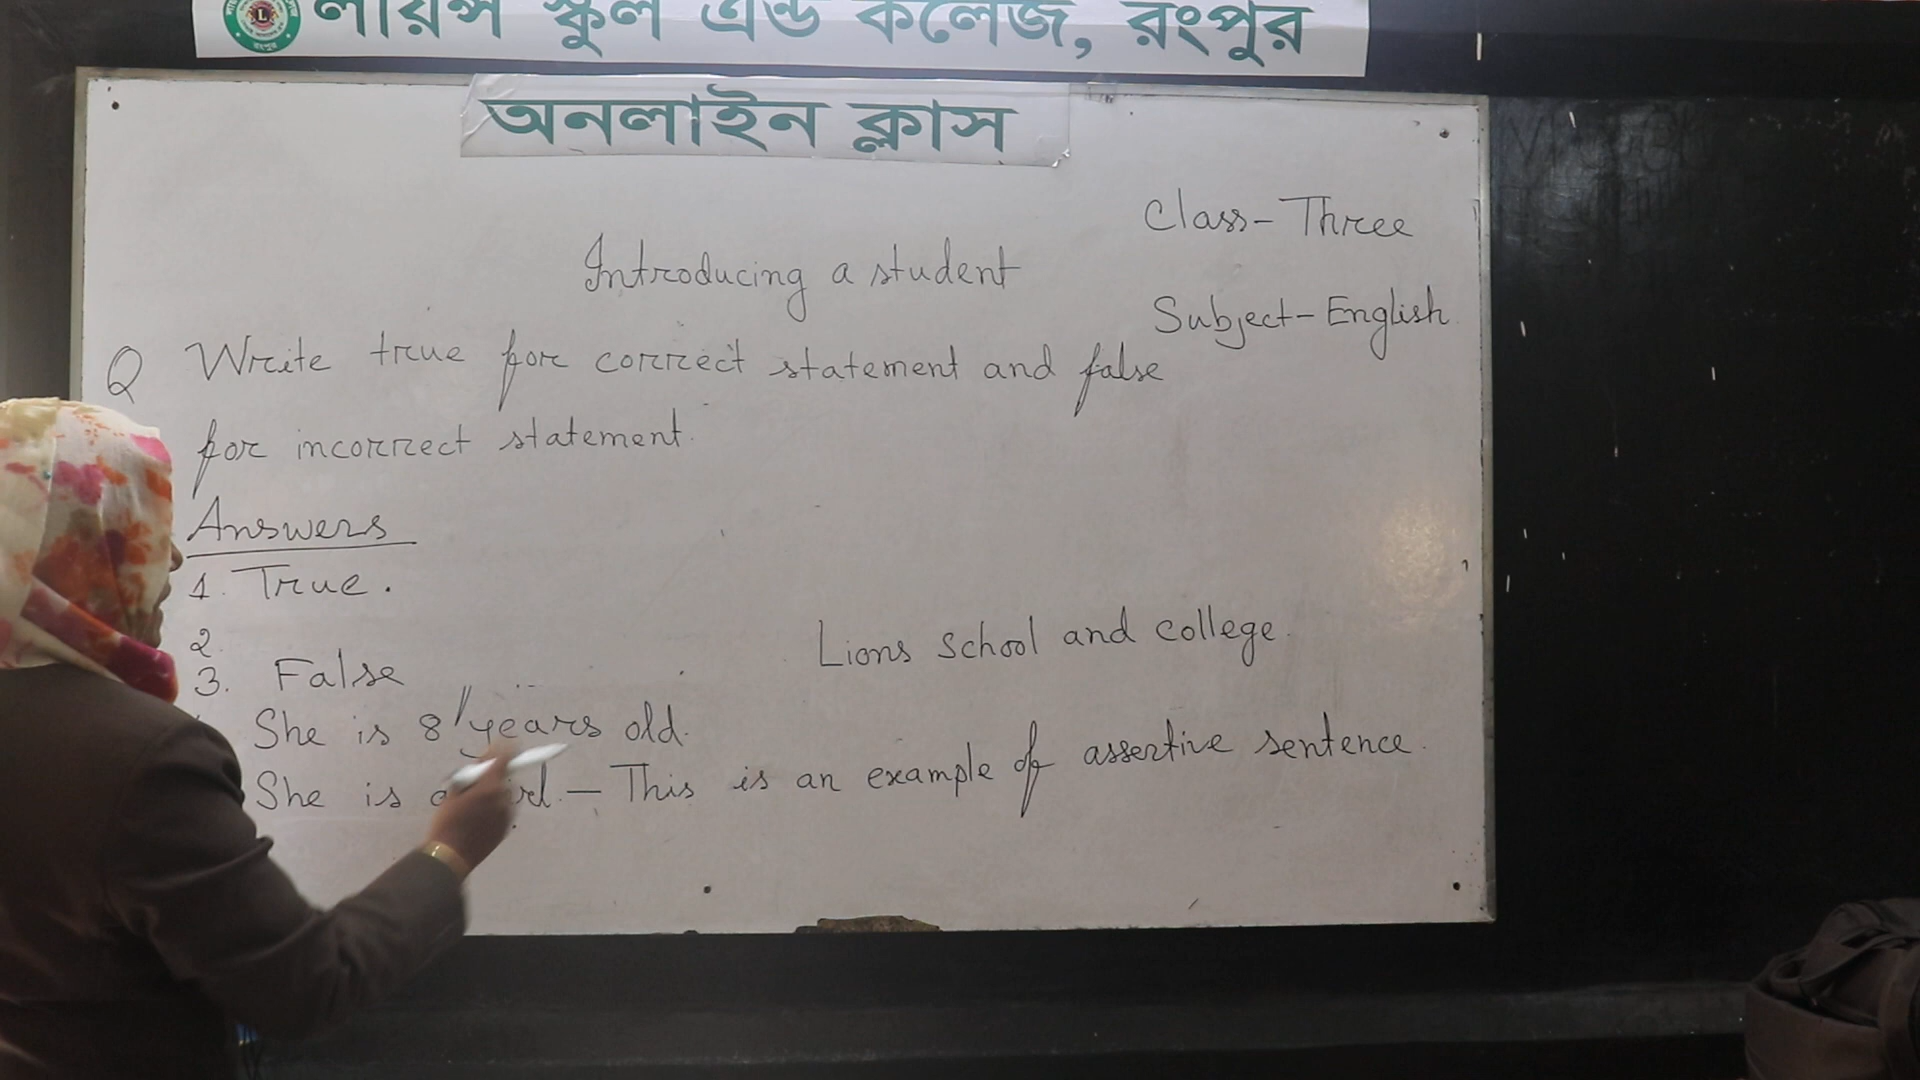 লায়ন্স স্কুল এন্ড কলেজ, রংপুর
অনলাইন ক্লাস
Class-Three
Introducing a student
Subject-English
Q Write true for correct statement and false
for incorrect statement.
Answers
1. True.
2.
3. False
Lions school and college.
She is 8 years old.
She is a - This is an example of assertive sentence.